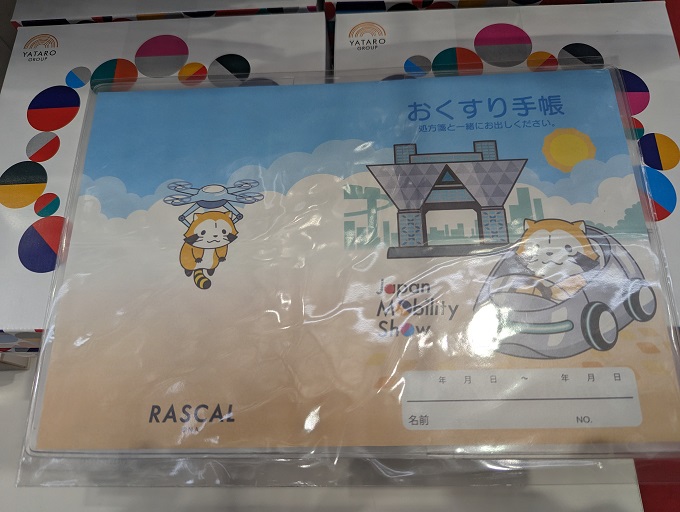 YATARO
GROUP
YATARO
GROUP
おくすり手帳
処方箋と一緒にお出しください。
Japan
Mobility
Show
年 月 日 ~ 年 月 日
名前 NO.
RASCAL